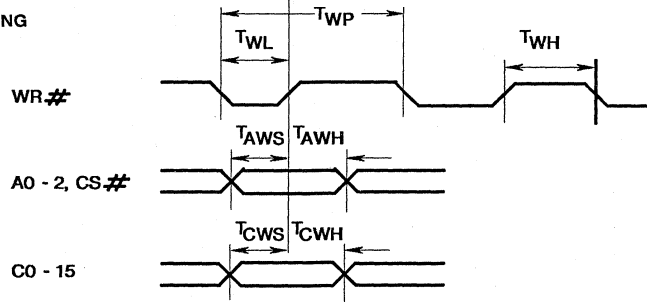 NG
TWP
TWL
TWH
WR#
TAWS TAWH
A0 - 2, CS#
TCWS TCWH
C0 - 15